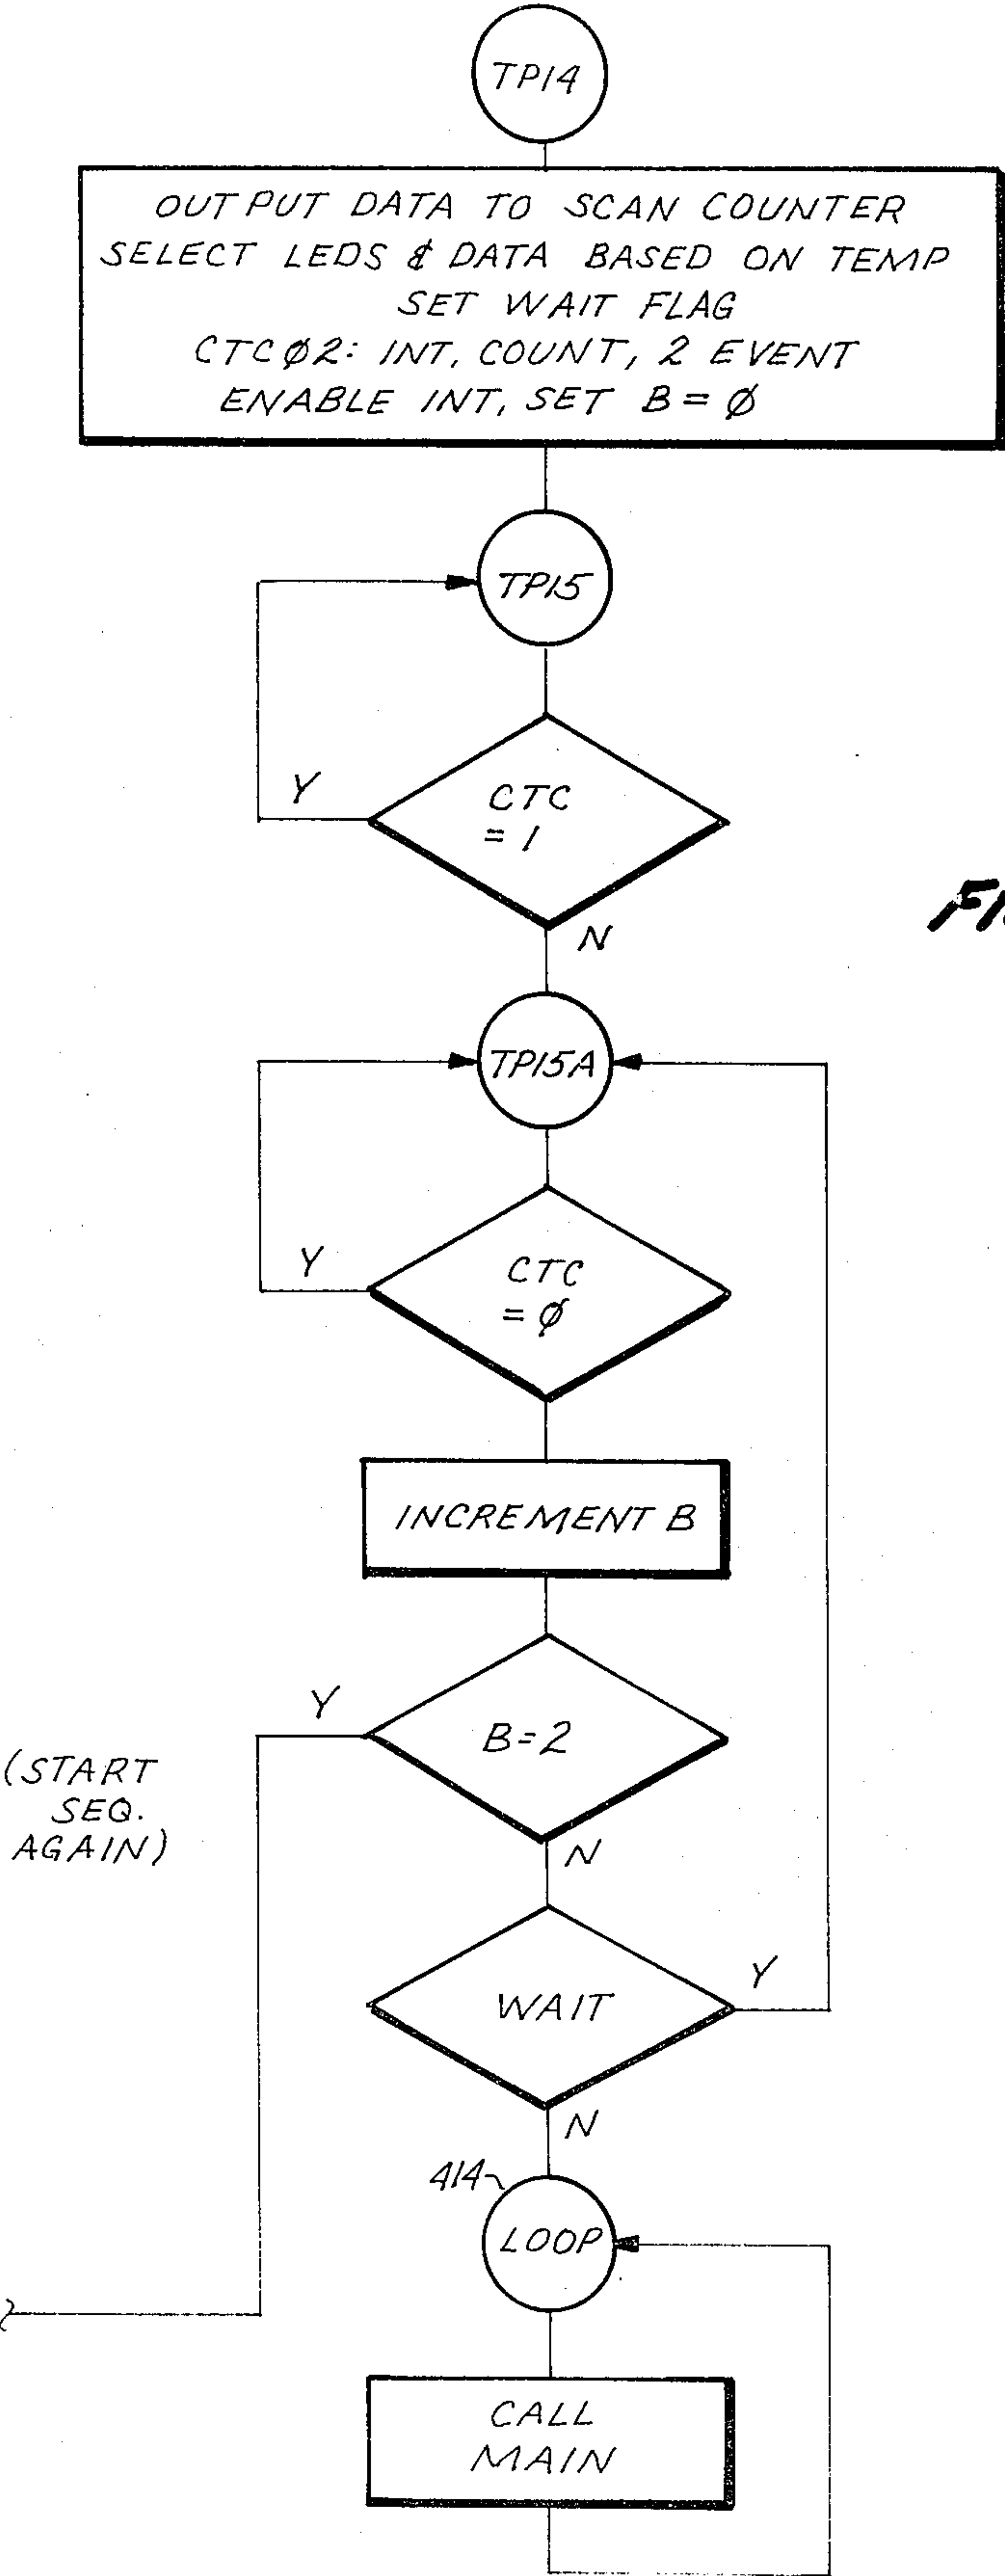 TP14
OUTPUT DATA TO SCAN COUNTER
SELECT LEDS & DATA BASED ON TEMP
SET WAIT FLAG
CTCØ2: INT, COUNT, 2 EVENT
ENABLE INT, SET B = Ø
TP15
Y
CTC
= 1
N
TP15A
Y
CTC
= Ø
INCREMENT B
Y
B=2
(START
SEQ.
AGAIN)
N
WAIT
Y
N
414
LOOP
CALL
MAIN